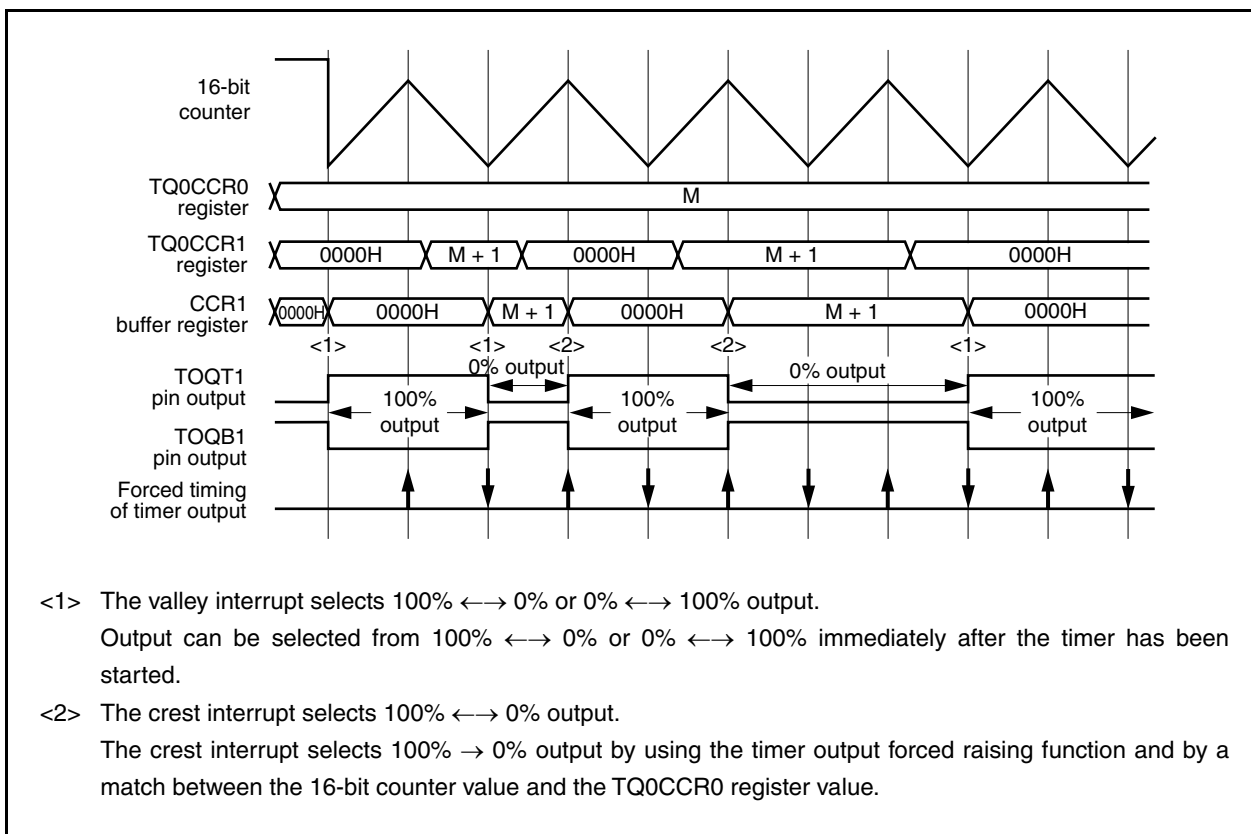 16-bit
counter
TQ0CCR0
register
M
TQ0CCR1
register
0000H M + 1 0000H M + 1 0000H
CCR1
buffer register
0000H 0000H M + 1 0000H M + 1 0000H
<1> <1> <2> <2> <1>
0% output 0% output
TOQT1
pin output
100%
output
100%
output
100%
output
TOQB1
pin output
Forced timing
of timer output
<1> The valley interrupt selects 100% ←→ 0% or 0% ←→ 100% output.
Output can be selected from 100% ←→ 0% or 0% ←→ 100% immediately after the timer has been
started.
<2> The crest interrupt selects 100% ←→ 0% output.
The crest interrupt selects 100% → 0% output by using the timer output forced raising function and by a
match between the 16-bit counter value and the TQ0CCR0 register value.